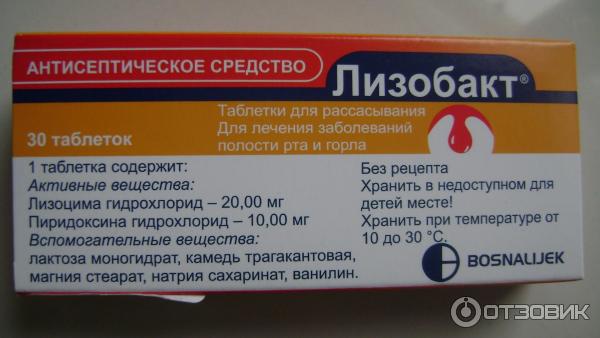 АНТИСЕПТИЧЕСКОЕ СРЕДСТВО
Лизобакт®
30 таблеток
Таблетки для рассасывания
Для лечения заболеваний
полости рта и горла
1 таблетка содержит:
Активные вещества:
Лизоцима гидрохлорид – 20,00 мг
Пиридоксина гидрохлорид – 10,00 мг
Вспомогательные вещества:
лактоза моногидрат, камедь трагакантовая,
магния стеарат, натрия сахаринат, ванилин.
Без рецепта
Хранить в недоступном для
детей месте!
Хранить при температуре от
10 до 30 °С.
BOSNALIJEK
ОТЗОВИК